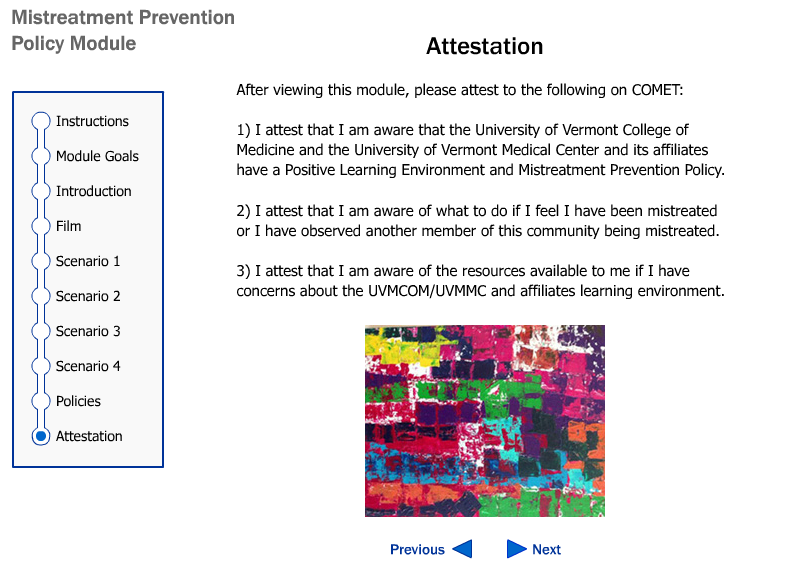 Mistreatment Prevention
Policy Module
Attestation
After viewing this module, please attest to the following on COMET:
1) I attest that I am aware that the University of Vermont College of
Medicine and the University of Vermont Medical Center and its affiliates
have a Positive Learning Environment and Mistreatment Prevention Policy.
2) I attest that I am aware of what to do if I feel I have been mistreated
or I have observed another member of this community being mistreated.
3) I attest that I am aware of the resources available to me if I have
concerns about the UVMCOM/UVMMC and affiliates learning environment.
Instructions
Module Goals
Introduction
Film
Scenario 1
Scenario 2
Scenario 3
Scenario 4
Policies
Attestation
Previous
Next